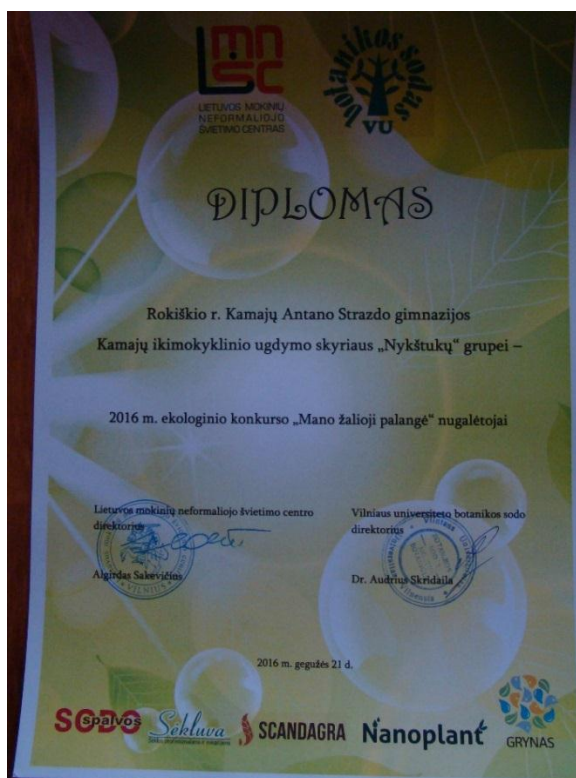 LMNŠC
LIETUVOS MOKINIŲ
NEFORMALIOJO
ŠVIETIMO CENTRAS
botanikos sodas
VU
DIPLOMAS
Rokiškio r. Kamajų Antano Strazdo gimnazijos
Kamajų ikimokyklinio ugdymo skyriaus „Nykštukų“ grupei –
2016 m. ekologinio konkurso „Mano žalioji palangė“ nugalėtojai
Lietuvos mokinių neformaliojo švietimo centro
direktorius
Algirdas Sakevičius
Vilniaus universiteto botanikos sodo
direktorius
Dr. Audrius Skridaila
2016 m. gegužės 21 d.
SODO spalvos
Sėkluva
SCANDAGRA
Nanoplant
GRYNAS